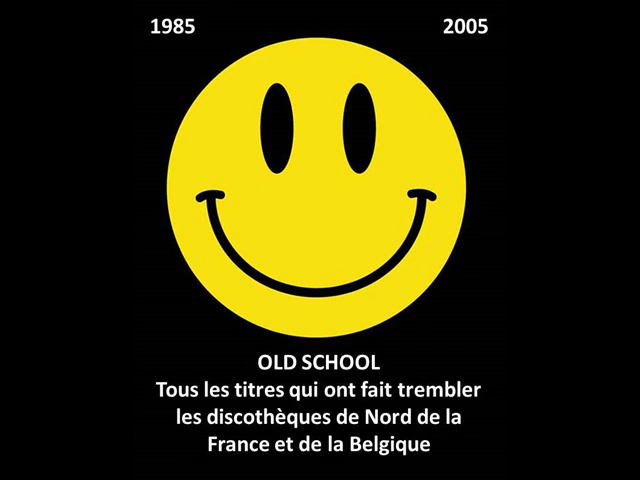 1985 2005
OLD SCHOOL
Tous les titres qui ont fait trembler
les discothèques de Nord de la
France et de la Belgique